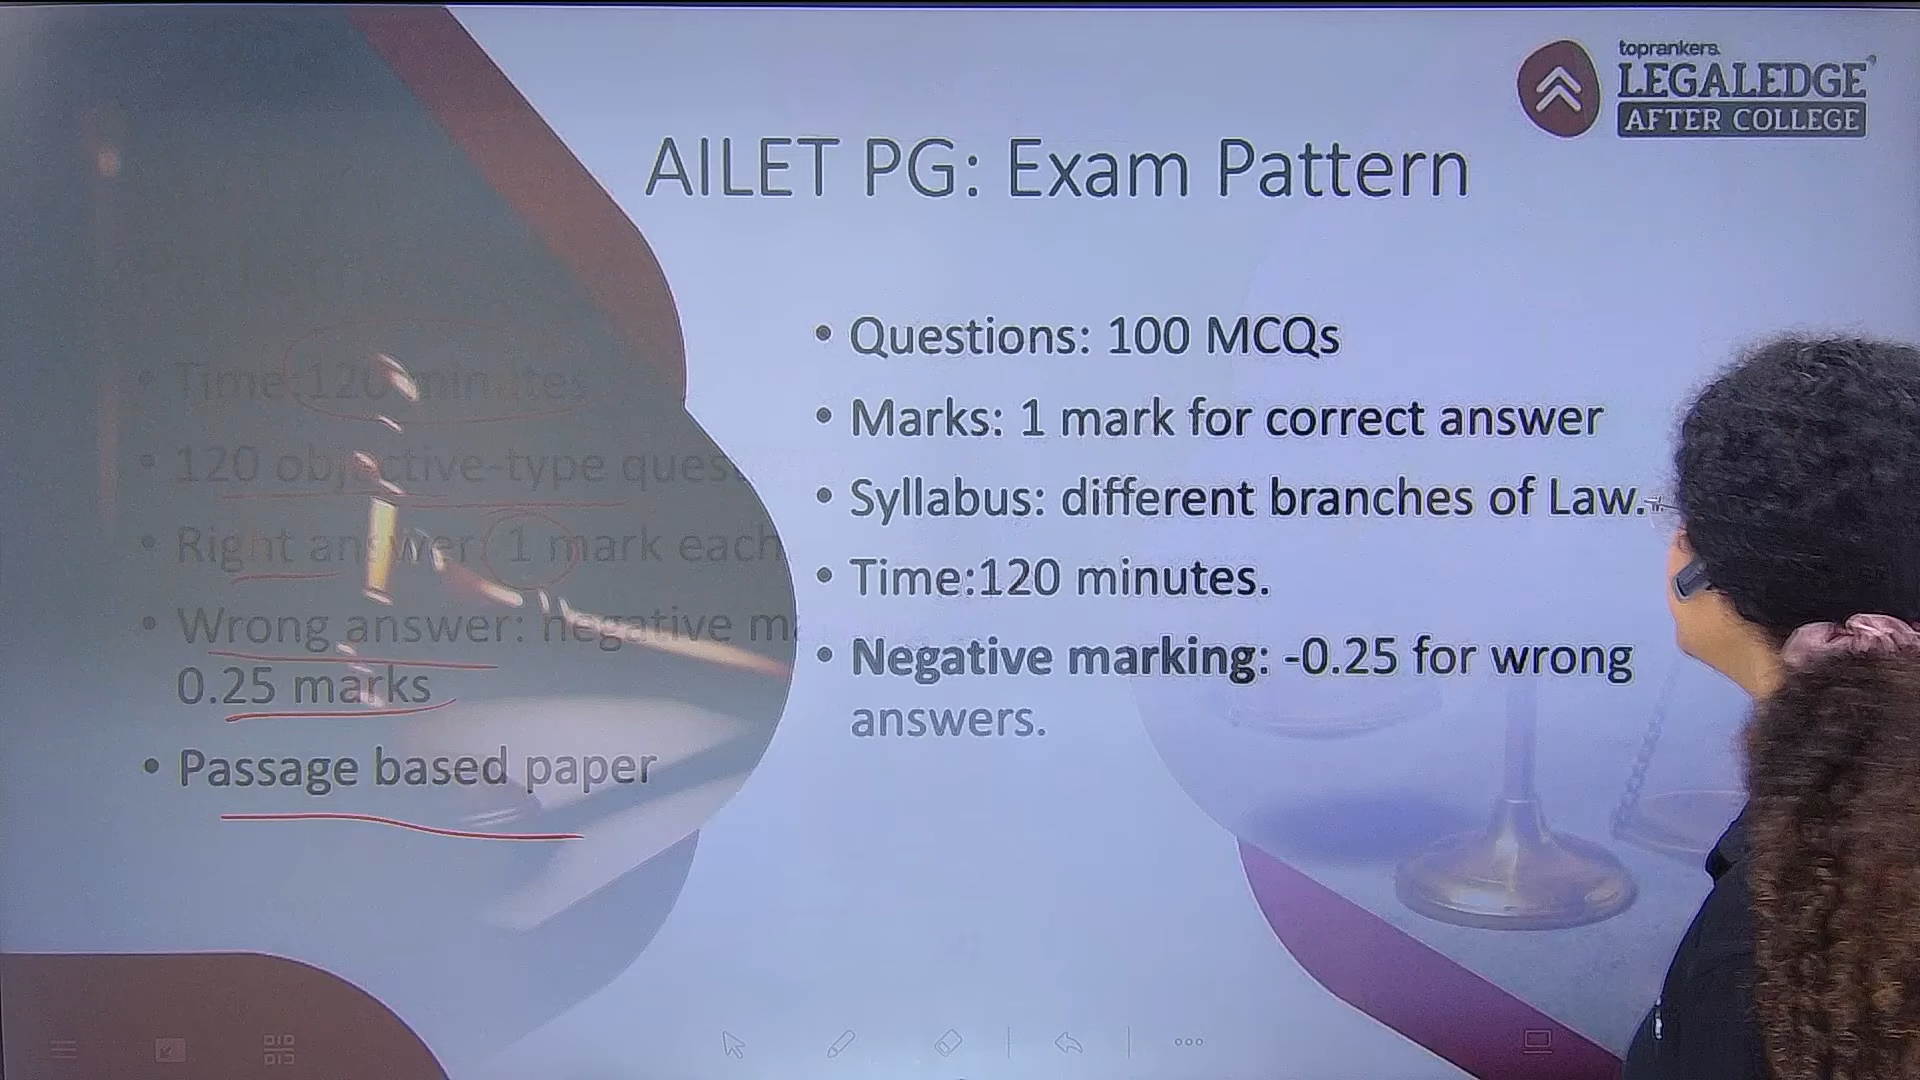 toprankers
LEGALEDGE
AFTER COLLEGE
AILET PG: Exam Pattern
• Questions: 100 MCQs
• Marks: 1 mark for correct answer
• Syllabus: different branches of Law.
• Time:120 minutes.
• Negative marking: -0.25 for wrong
answers.
• Time:120 minutes
• 120 objective-type
• Right answer: 1 mark each
• Wrong answer: negative
0.25 marks
• Passage based paper